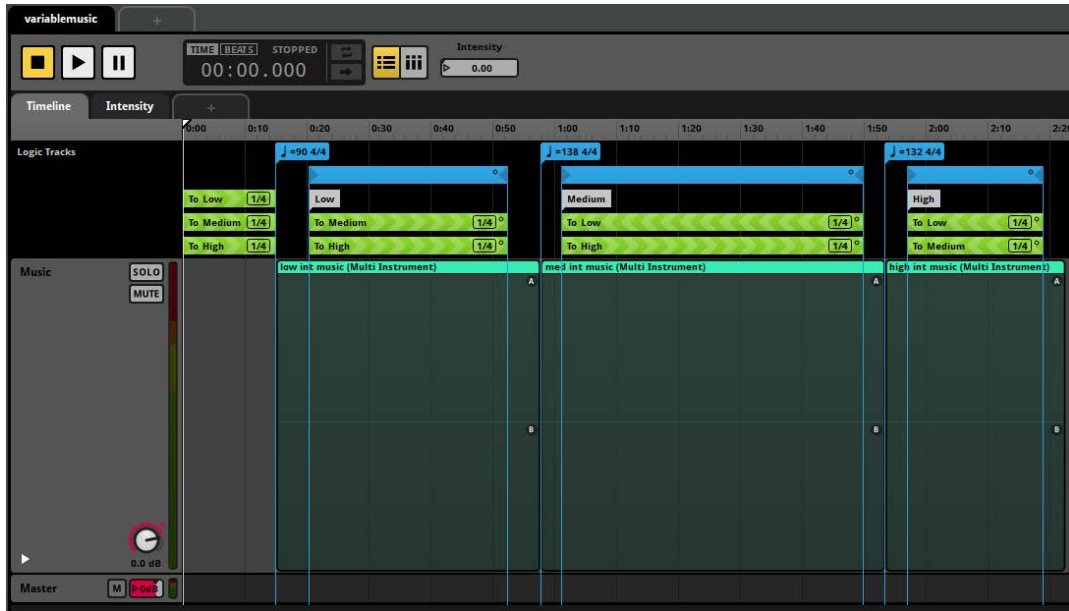 variablemusic +
TIME BEATS STOPPED
00:00.000
Intensity
0.00
Timeline Intensity +
0:00 0:10 0:20 0:30 0:40 0:50 1:00 1:10 1:20 1:30 1:40 1:50 2:00 2:10 2:20
Logic Tracks
♩=90 4/4 ♩=138 4/4 ♩=132 4/4
To Low 1/4 Low Medium High
To Medium 1/4 To Medium 1/4 To Low 1/4 To Low 1/4
To High 1/4 To High 1/4 To High 1/4 To Medium 1/4
Music SOLO low int music (Multi Instrument) med int music (Multi Instrument) high int music (Multi Instrument)
A A A
MUTE
B B B
0.0 dB
Master M 0dB